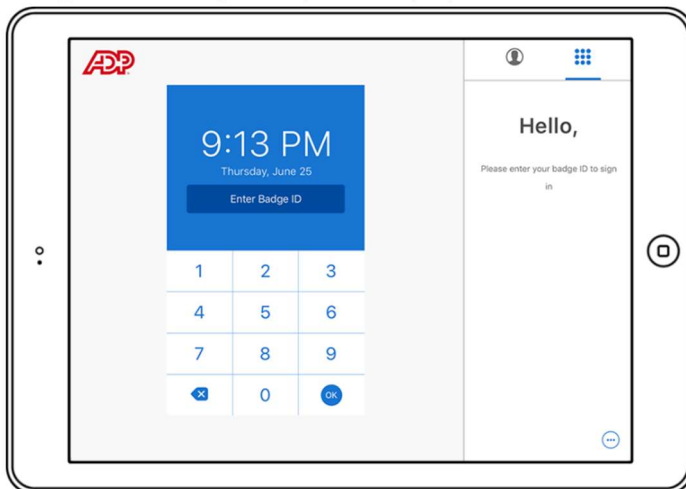 ADP
9:13 PM
Thursday, June 25
Enter Badge ID
1 2 3
4 5 6
7 8 9
0 OK
Hello,
Please enter your badge ID to sign
in